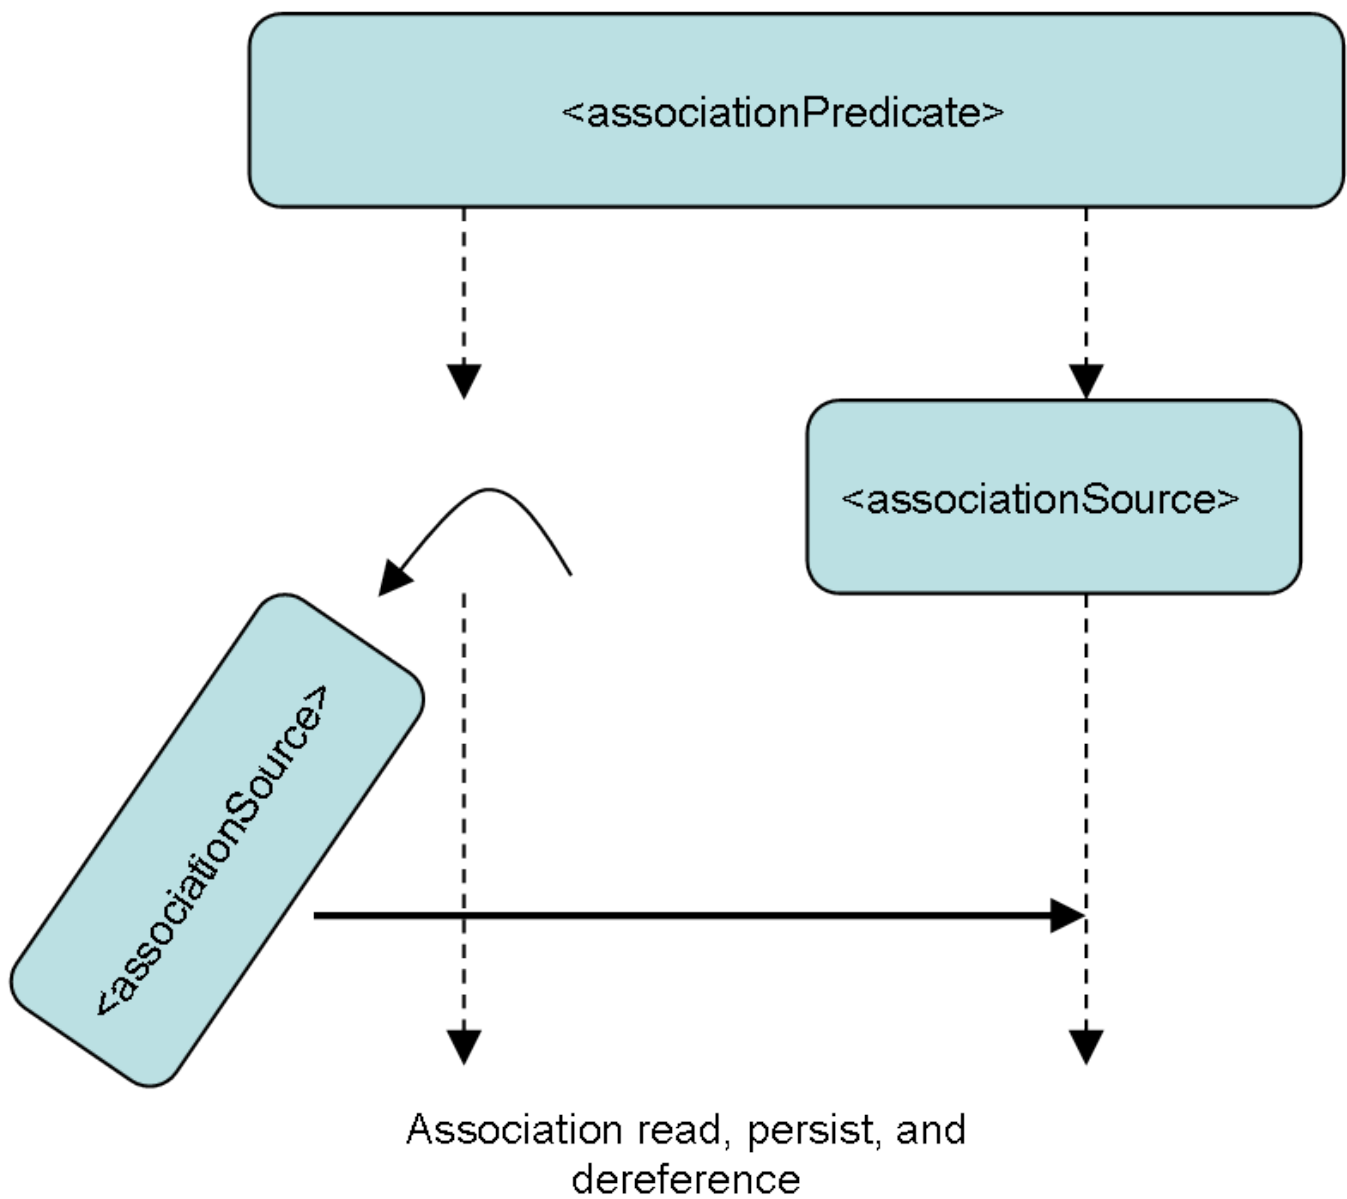 <associationPredicate>
<associationSource>
<associationSource>
Association read, persist, and
dereference